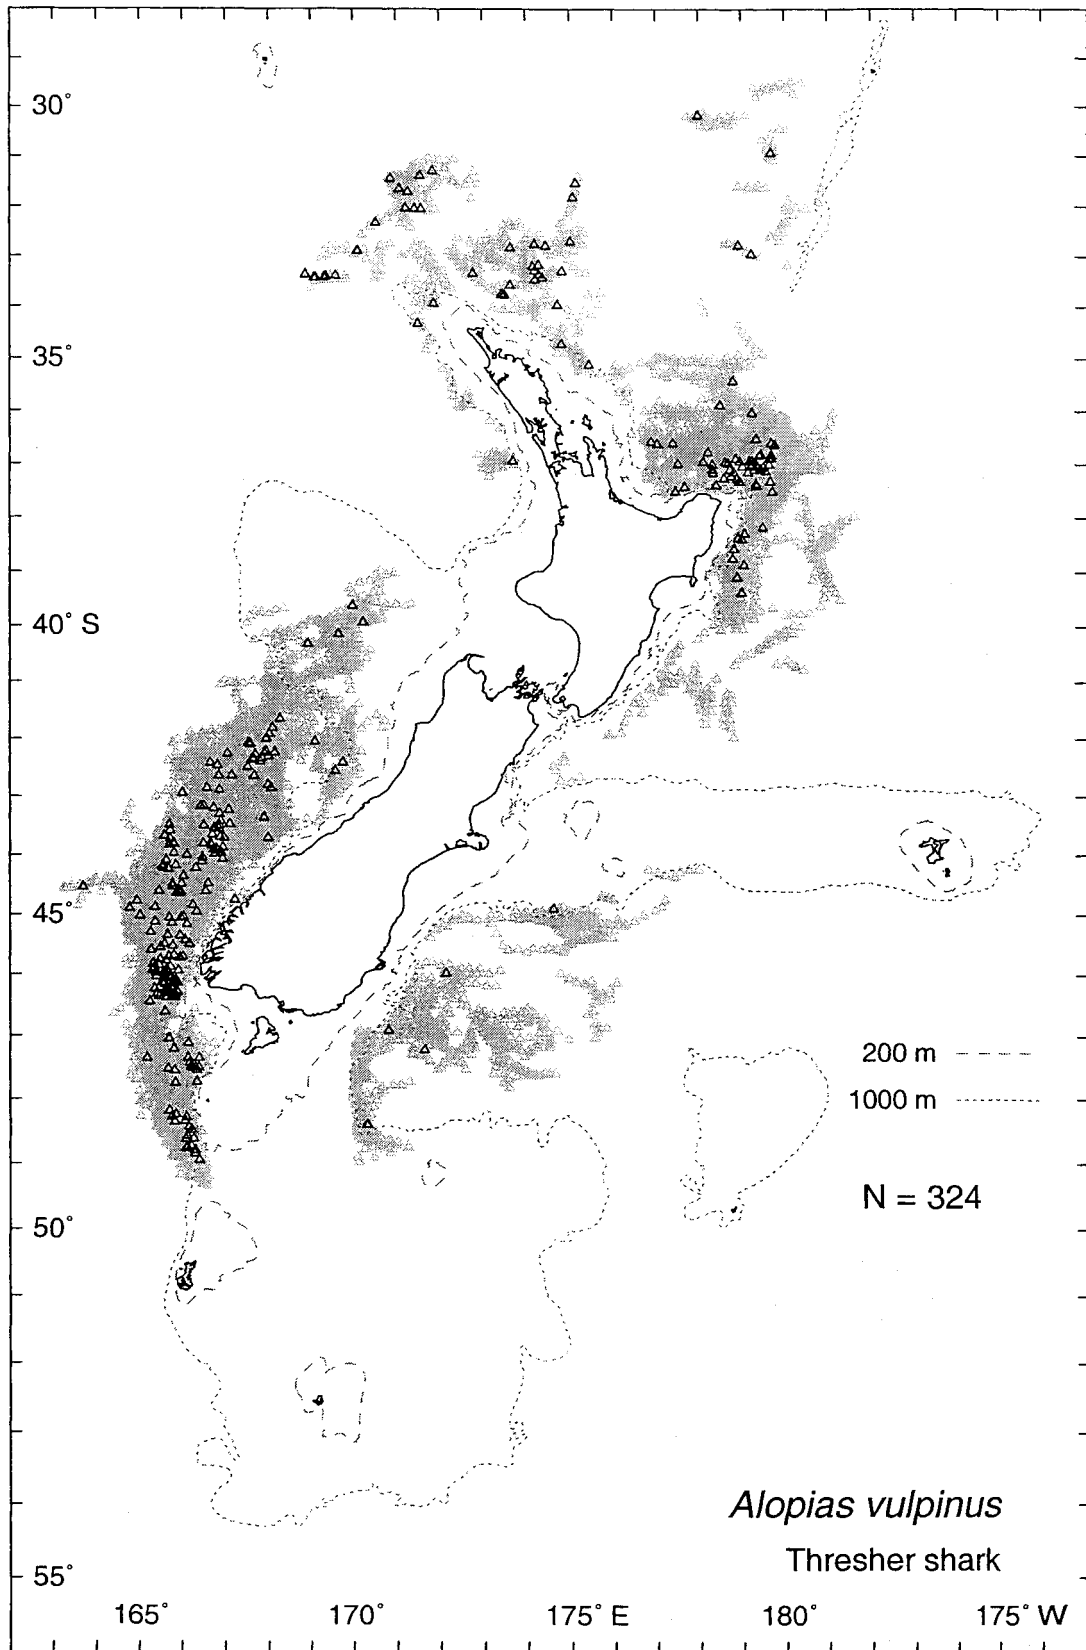 30˚
35˚
40˚ S
45˚
200 m
1000 m
N = 324
50˚
Alopias vulpinus
Thresher shark
55˚
165˚
170˚
175˚ E
180˚
175˚ W